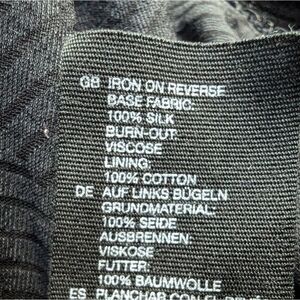 GB IRON ON REVERSE
BASE FABRIC:
100% SILK
BURN-OUT:
VISCOSE
LINING:
100% COTTON
DE AUF LINKS BÜGELN
GRUNDMATERIAL:
100% SEIDE
AUSBRENNEN:
VISKOSE
FUTTER:
100% BAUMWOLLE
ES PLANCHAR